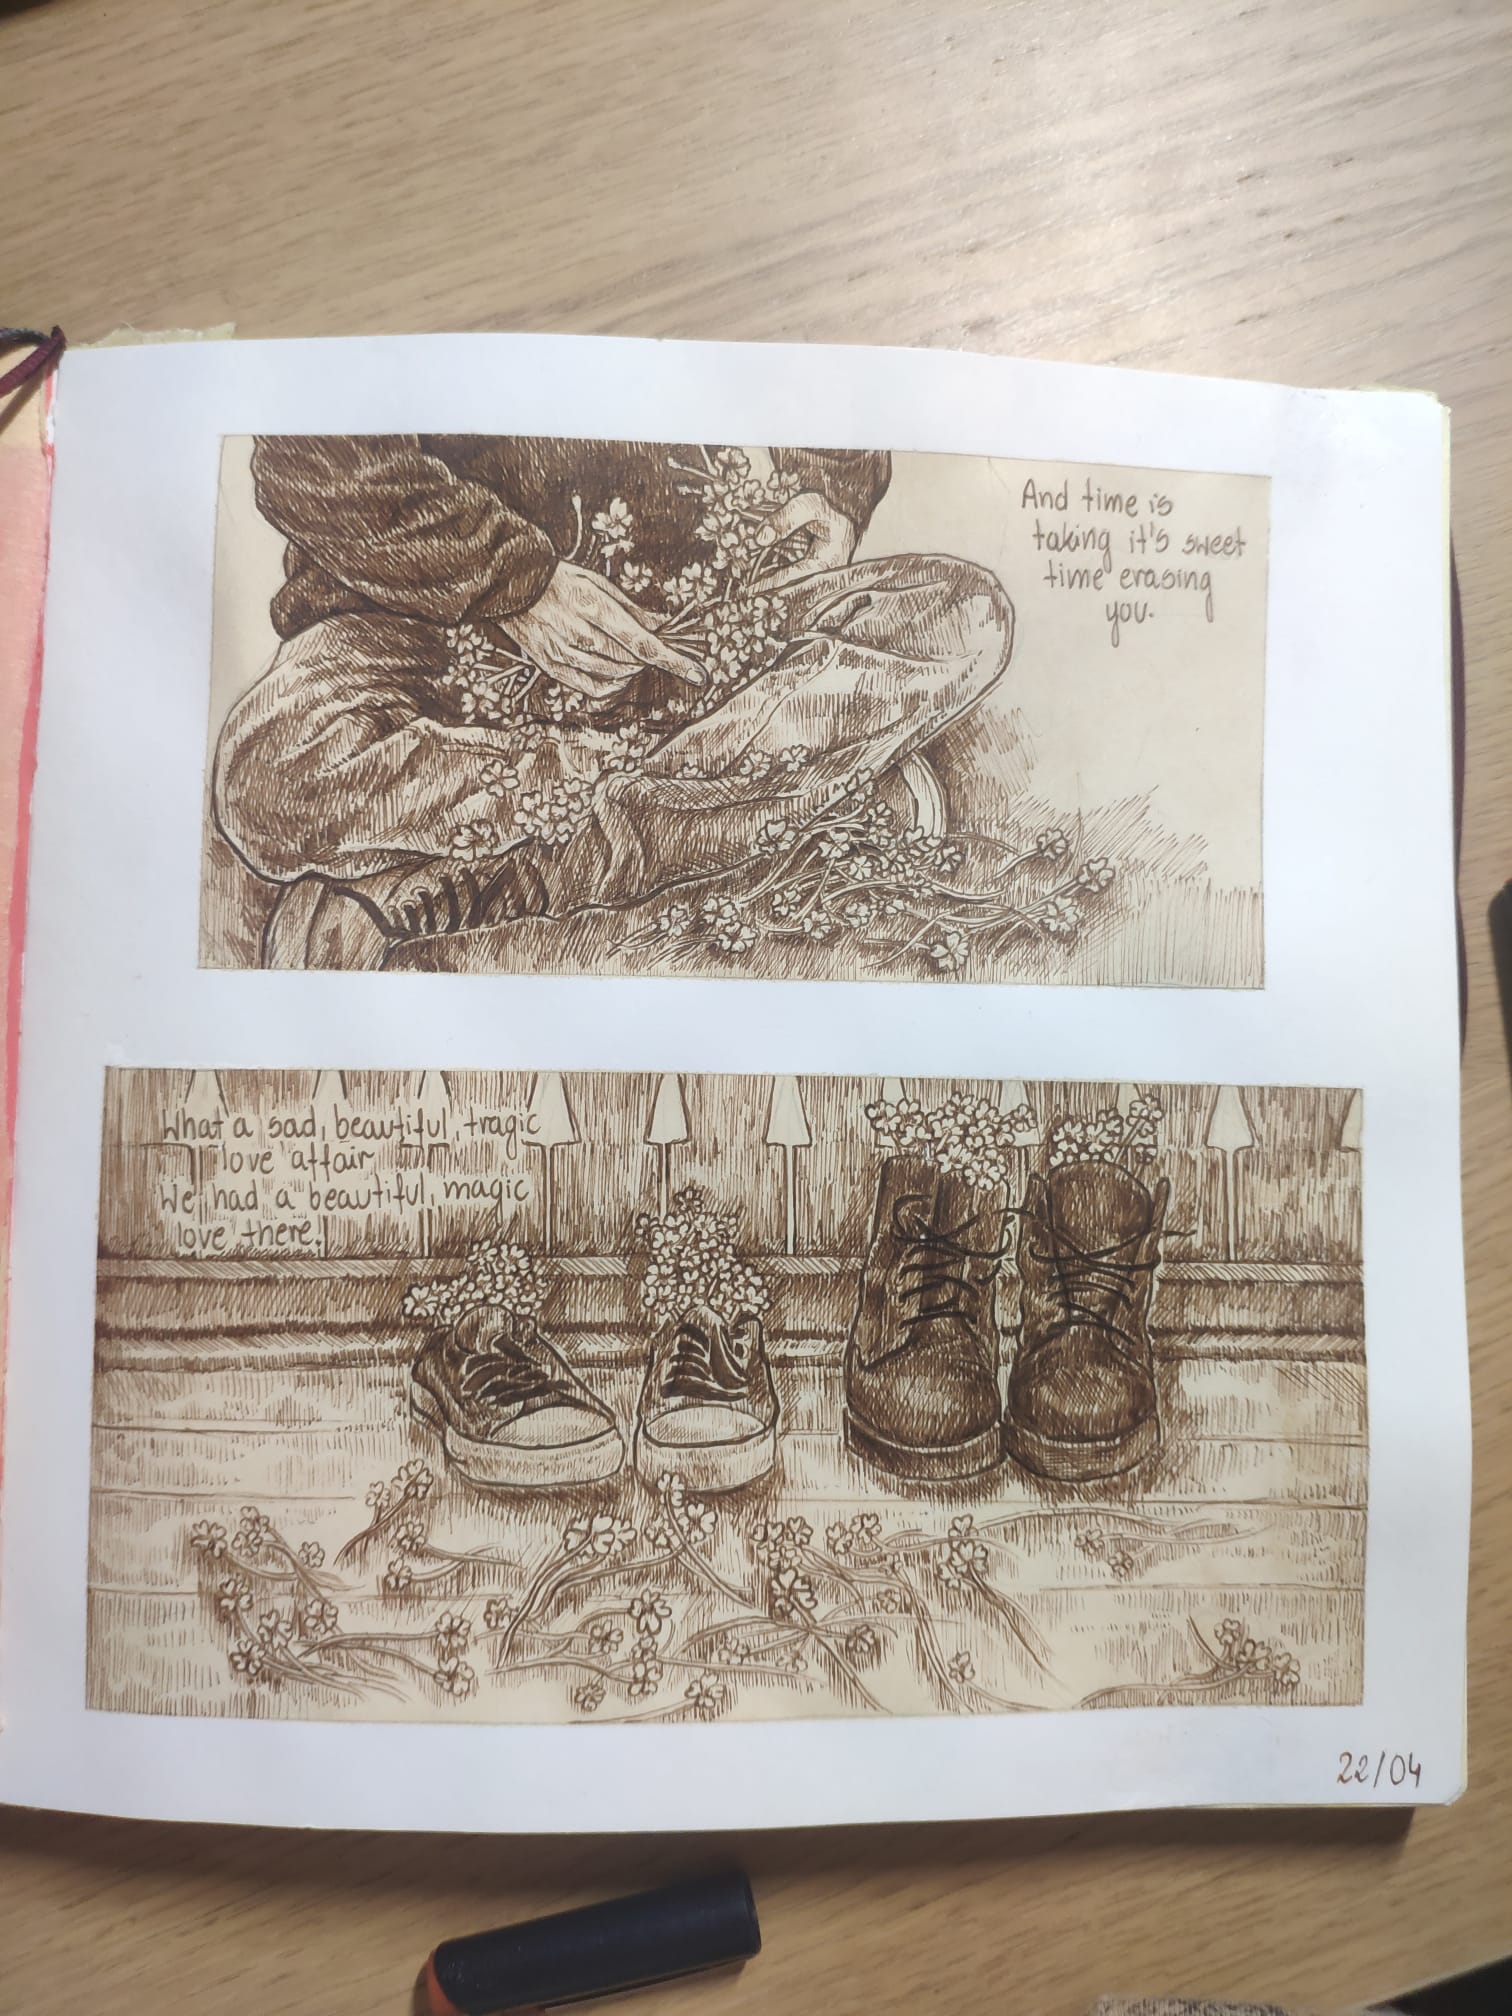 And time is
taking it's sweet
time erasing
you.
What a sad, beautiful, tragic
love affair
We had a beautiful, magic
love there.
22/04